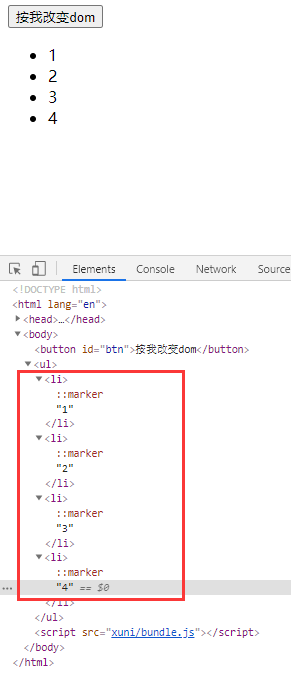 按我改变dom
1
2
3
4
Elements Console Network Source
<!DOCTYPE html>
<html lang="en">
<head>…</head>
<body>
<button id="btn">按我改变dom</button>
<ul>
<li>
::marker
"1"
</li>
<li>
::marker
"2"
</li>
<li>
::marker
"3"
</li>
<li>
::marker
… "4" == $0
</li>
</ul>
<script src="xuni/bundle.js"></script>
</body>
</html>